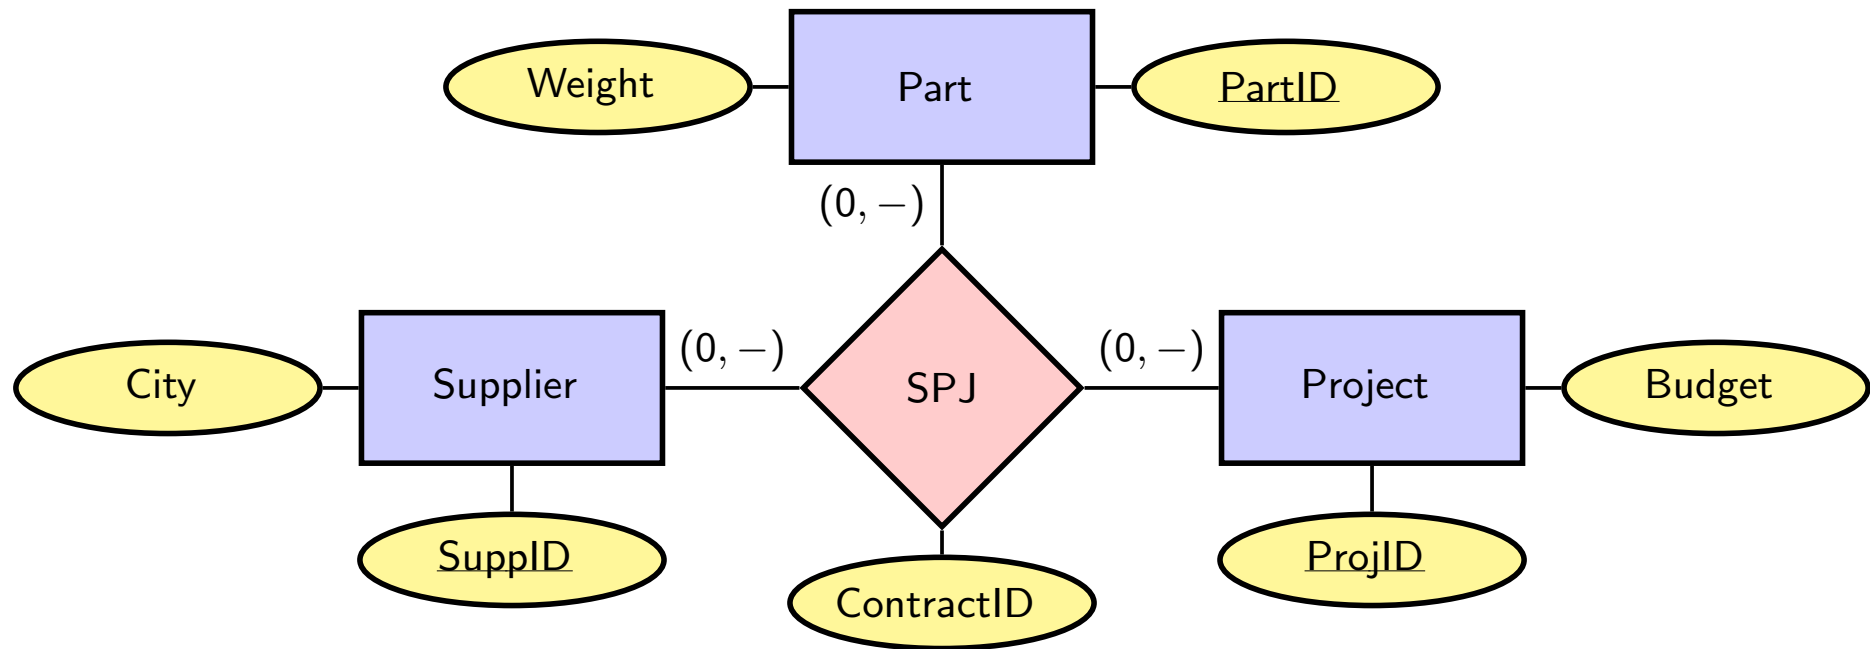 Weight
Part
PartID
(0, −)
City
Supplier
(0, −)
SPJ
(0, −)
Project
Budget
SuppID
ContractID
ProjID